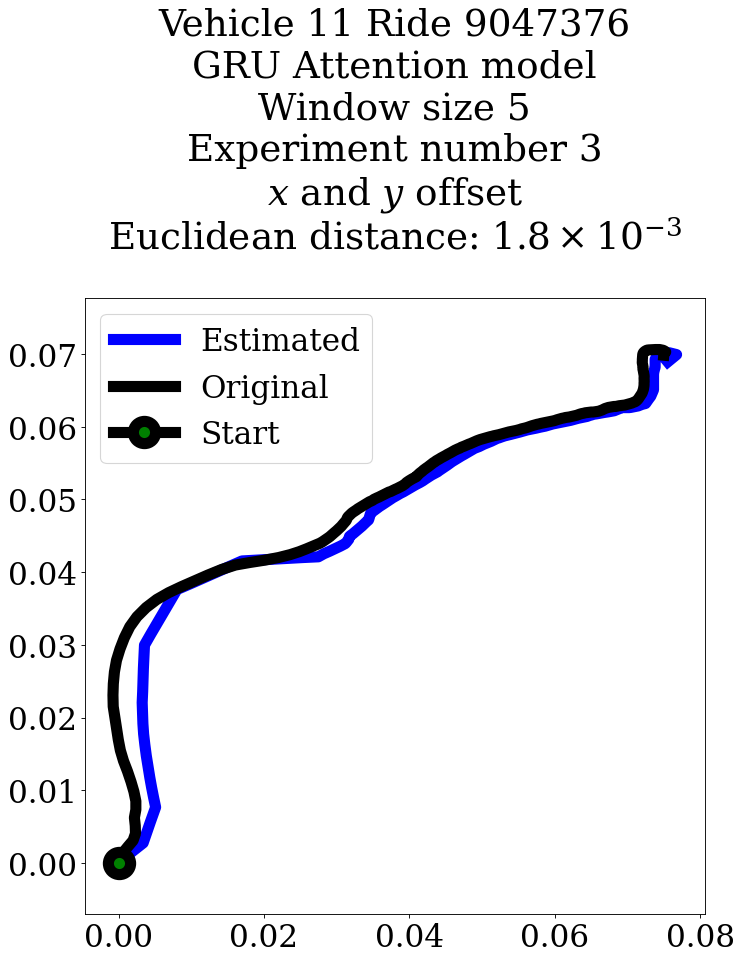 Vehicle 11 Ride 9047376
GRU Attention model
Window size 5
Experiment number 3
x and y offset
Euclidean distance: 1.8 × 10⁻³
Estimated
Original
Start
0.07
0.06
0.05
0.04
0.03
0.02
0.01
0.00
0.00 0.02 0.04 0.06 0.08